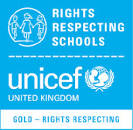 RIGHTS
RESPECTING
SCHOOLS
unicef
UNITED KINGDOM
GOLD – RIGHTS RESPECTING